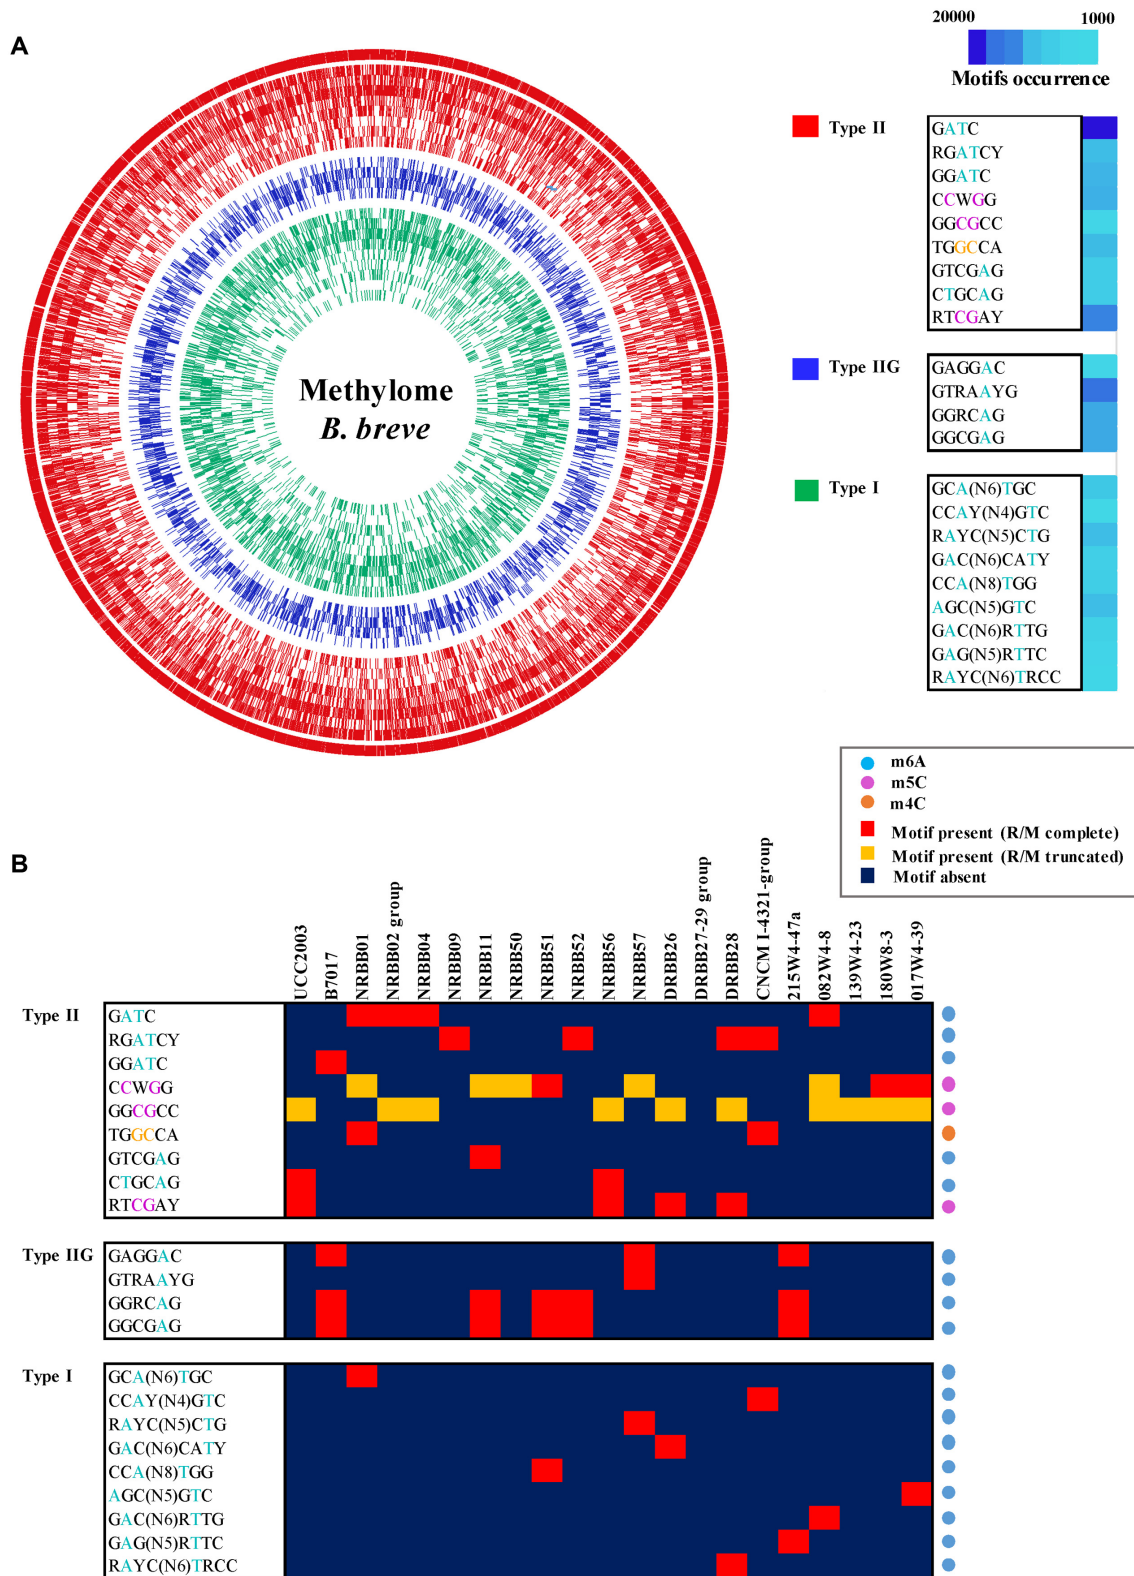 A
20000 1000
Motifs occurrence
Methylome
B. breve
Type II
GATC
RGATCY
GGATC
CCWGG
GGCGCC
TGGCCA
GTCGAG
CTGCAG
RTCGAY
Type IIG
GAGGAC
GTRAAYG
GGRCAG
GGCGAG
Type I
GCA(N6)TGC
CCAY(N4)GTC
RAYC(N5)CTG
GAC(N6)CATY
CCA(N8)TGG
AGC(N5)GTC
GAC(N6)RTTG
GAG(N5)RTTC
RAYC(N6)TRCC
m6A
m5C
m4C
Motif present (R/M complete)
Motif present (R/M truncated)
Motif absent
B
UCC2003
B7017
NRBB01
NRBB02 group
NRBB04
NRBB09
NRBB11
NRBB50
NRBB51
NRBB52
NRBB56
NRBB57
DRBB26
DRBB27-29 group
DRBB28
CNCM I-4321-group
215W4-47a
082W4-8
139W4-23
180W8-3
017W4-39
Type II
GATC
RGATCY
GGATC
CCWGG
GGCGCC
TGGCCA
GTCGAG
CTGCAG
RTCGAY
Type IIG
GAGGAC
GTRAAYG
GGRCAG
GGCGAG
Type I
GCA(N6)TGC
CCAY(N4)GTC
RAYC(N5)CTG
GAC(N6)CATY
CCA(N8)TGG
AGC(N5)GTC
GAC(N6)RTTG
GAG(N5)RTTC
RAYC(N6)TRCC